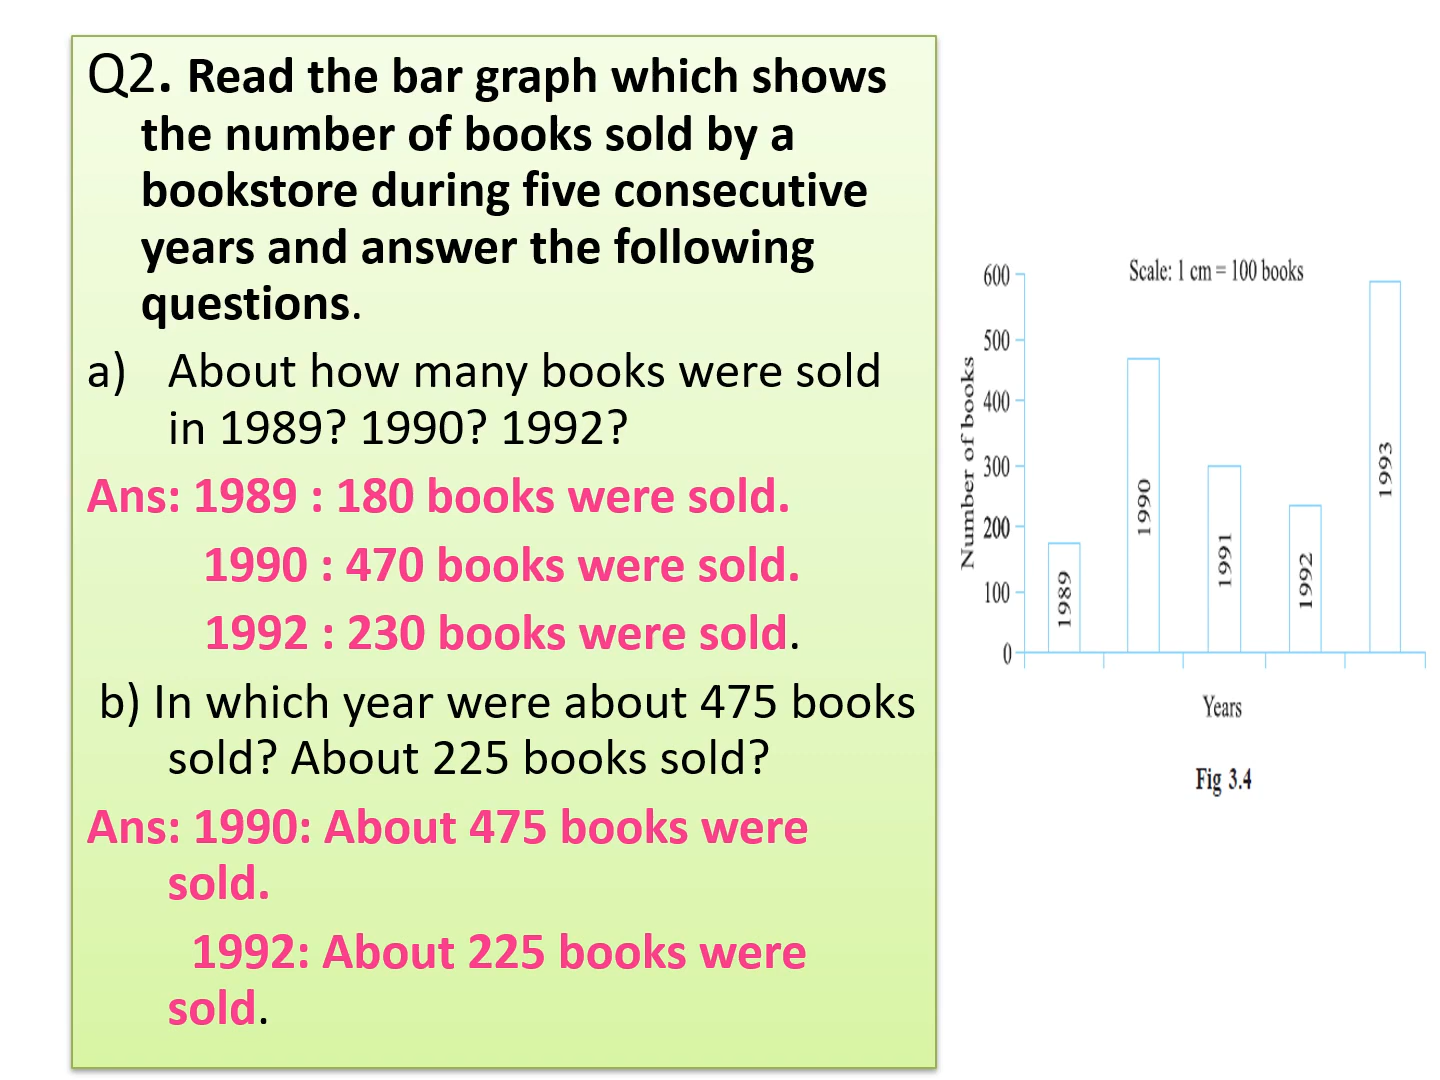 Q2. Read the bar graph which shows
the number of books sold by a
bookstore during five consecutive
years and answer the following
questions.
a) About how many books were sold
in 1989? 1990? 1992?
Ans: 1989 : 180 books were sold.
1990 : 470 books were sold.
1992 : 230 books were sold.
b) In which year were about 475 books
sold? About 225 books sold?
Ans: 1990: About 475 books were
sold.
1992: About 225 books were
sold.
Scale: 1 cm = 100 books
600
500
400
300
200
100
0
Number of books
1989
1990
1991
1992
1993
Years
Fig 3.4